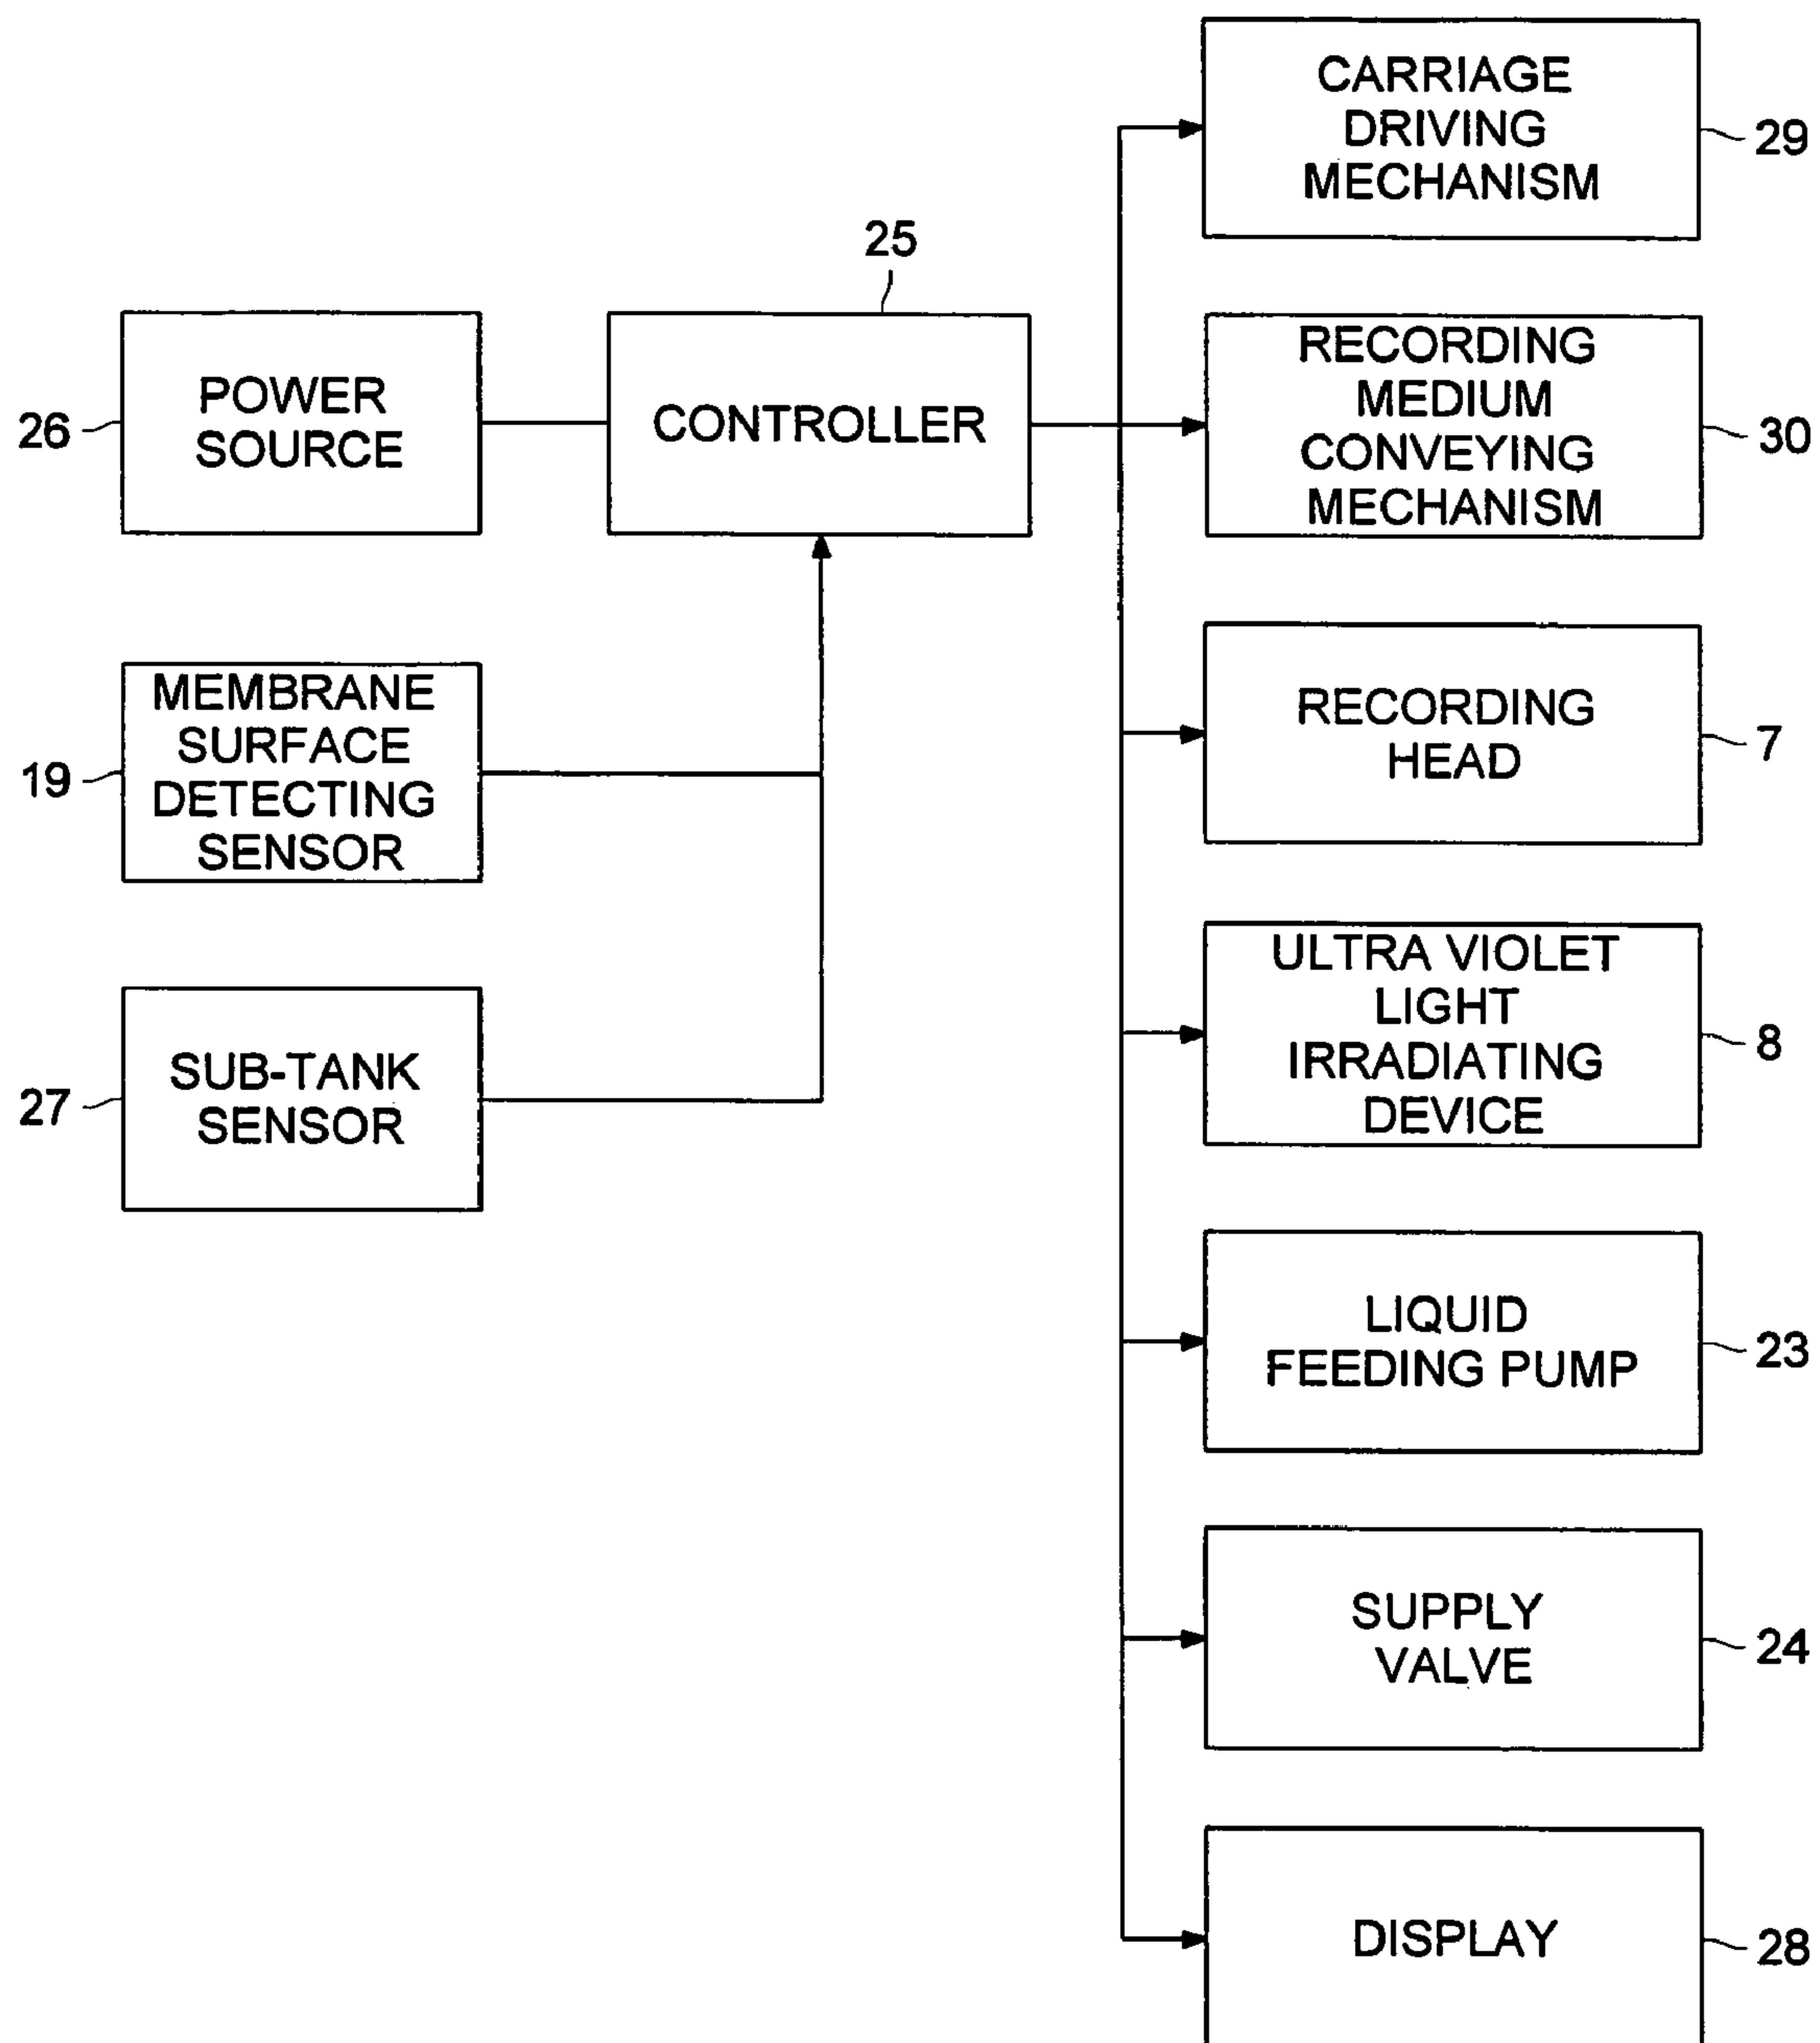 25
POWER
SOURCE
26
CONTROLLER
MEMBRANE
SURFACE
DETECTING
SENSOR
19
SUB-TANK
SENSOR
27
CARRIAGE
DRIVING
MECHANISM
29
RECORDING
MEDIUM
CONVEYING
MECHANISM
30
RECORDING
HEAD
7
ULTRA VIOLET
LIGHT
IRRADIATING
DEVICE
8
LIQUID
FEEDING PUMP
23
SUPPLY
VALVE
24
DISPLAY
28